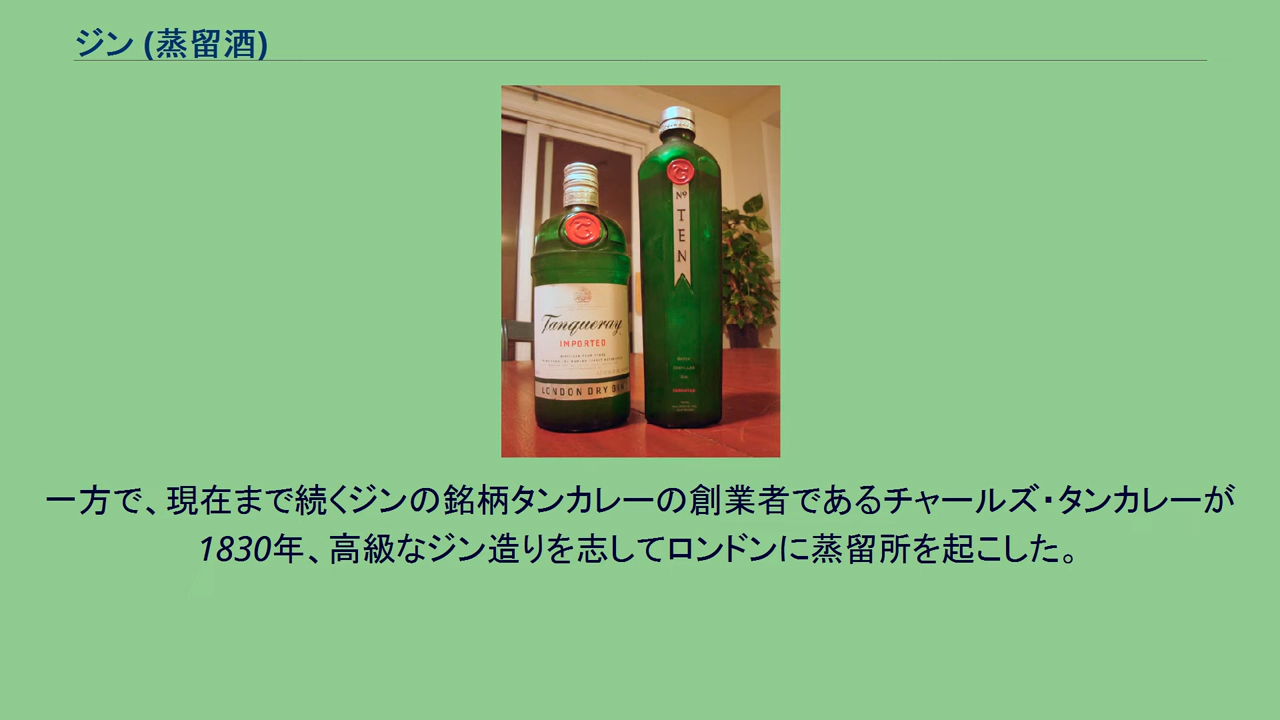 ジン (蒸留酒)
Nº
TEN
Tanqueray
IMPORTED
LONDON DRY GIN
一方で、現在まで続くジンの銘柄タンカレーの創業者であるチャールズ・タンカレーが
1830年、高級なジン造りを志してロンドンに蒸留所を起こした。